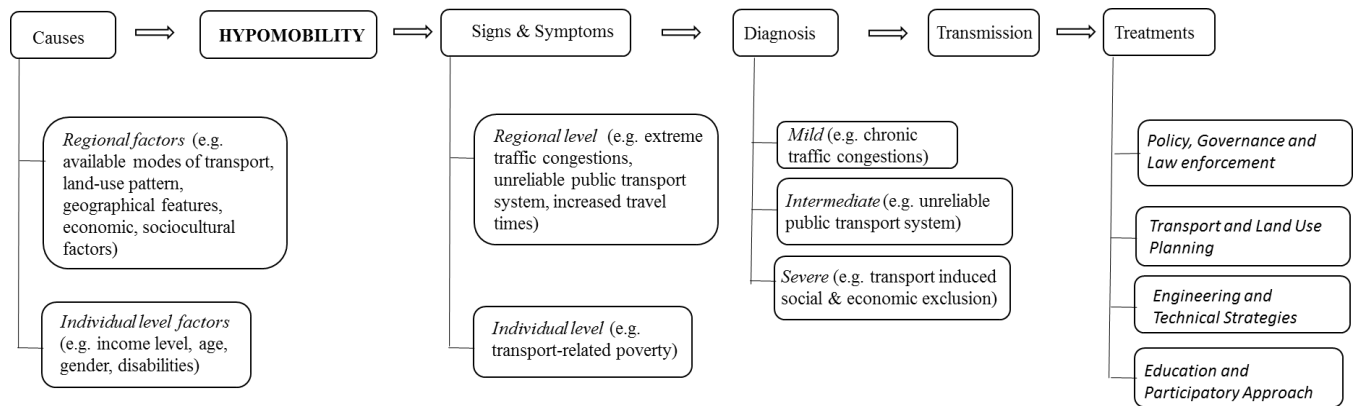 Causes
HYPOMOBILITY
Signs & Symptoms
Diagnosis
Transmission
Treatments
Regional factors (e.g.
available modes of transport,
land-use pattern,
geographical features,
economic, sociocultural
factors)
Individual level factors
(e.g. income level, age,
gender, disabilities)
Regional level (e.g. extreme
traffic congestions,
unreliable public transport
system, increased travel
times)
Individual level (e.g.
transport-related poverty)
Mild (e.g. chronic
traffic congestions)
Intermediate (e.g. unreliable
public transport system)
Severe (e.g. transport induced
social & economic exclusion)
Policy, Governance and
Law enforcement
Transport and Land Use
Planning
Engineering and
Technical Strategies
Education and
Participatory Approach